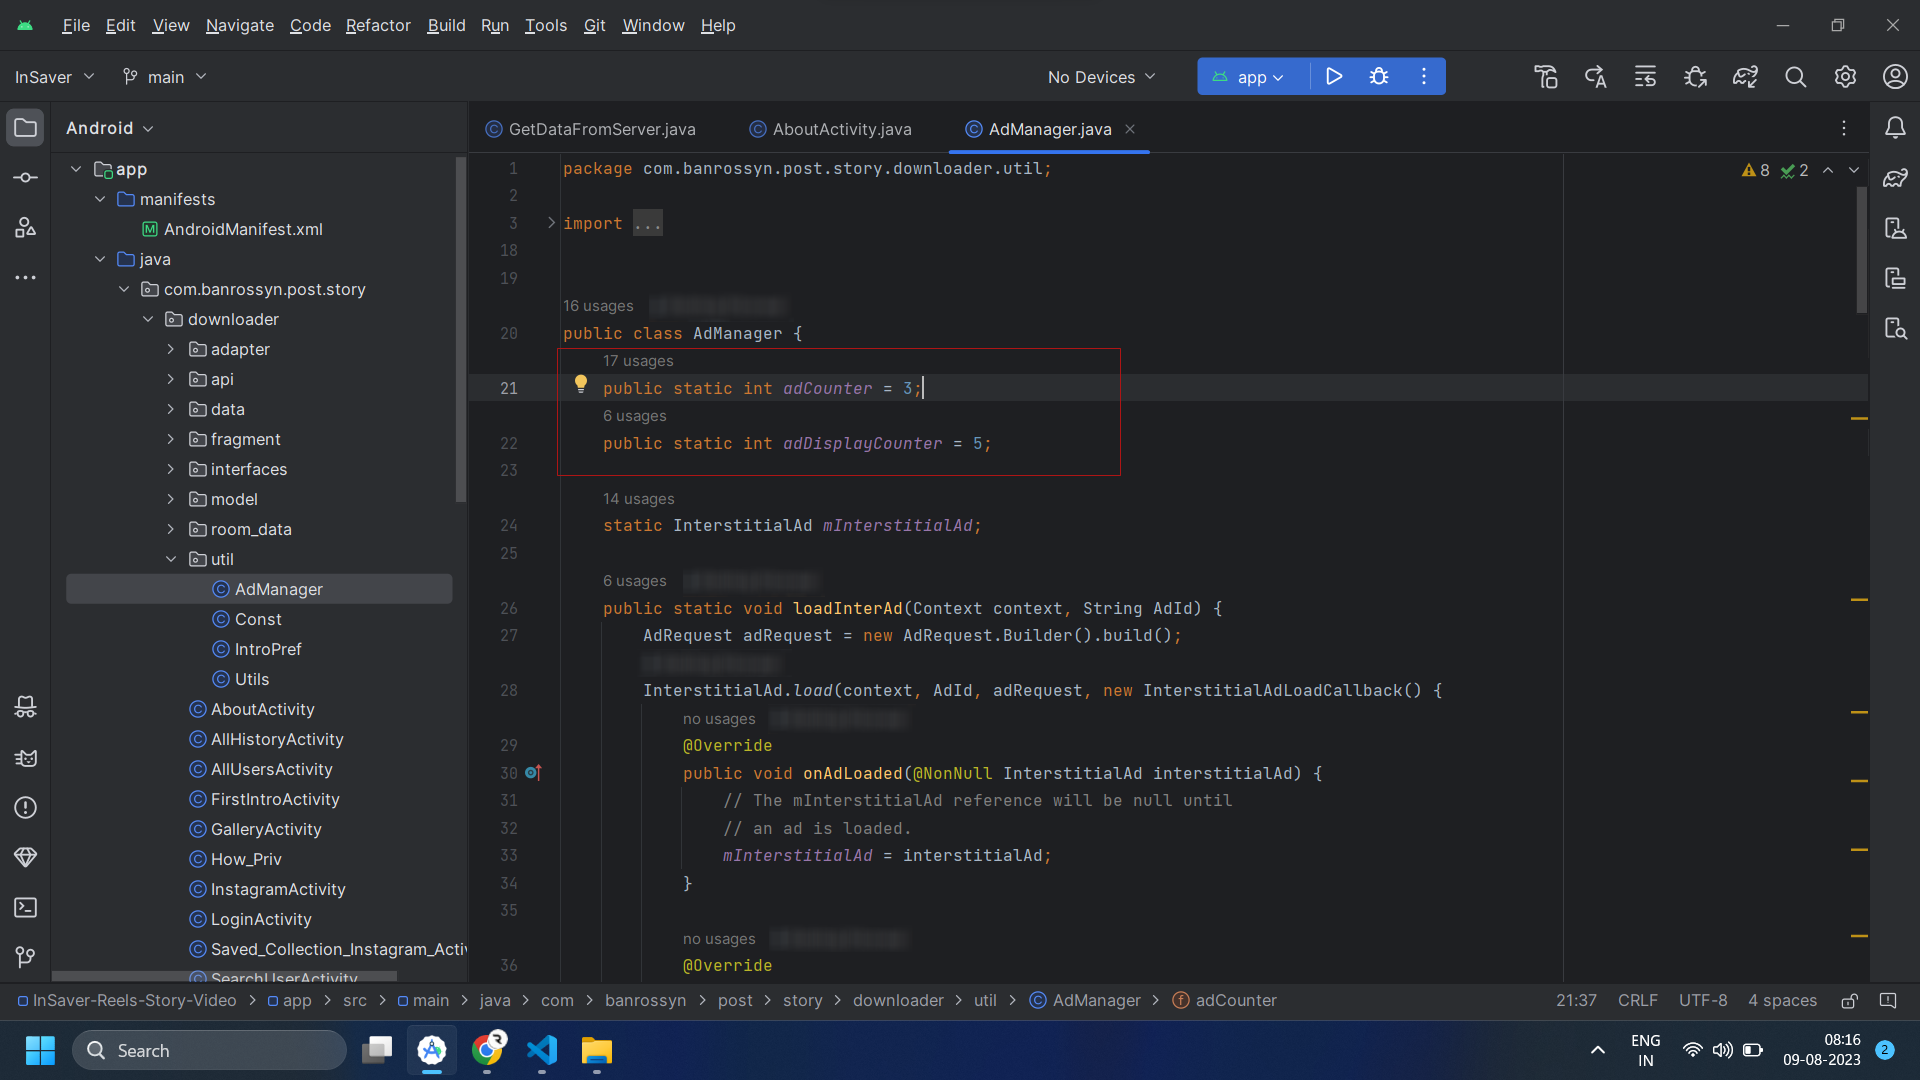 File Edit View Navigate Code Refactor Build Run Tools Git Window Help
InSaver main No Devices app
Android
GetDataFromServer.java AboutActivity.java AdManager.java
app
manifests
AndroidManifest.xml
java
com.banrossyn.post.story
downloader
adapter
api
data
fragment
interfaces
model
room_data
util
AdManager
Const
IntroPref
Utils
AboutActivity
AllHistoryActivity
AllUsersActivity
FirstIntroActivity
GalleryActivity
How_Priv
InstagramActivity
LoginActivity
Saved_Collection_Instagram_Activ
SearchUserActivity
8 2
1 package com.banrossyn.post.story.downloader.util;
2
3 import ...
18
19
16 usages
20 public class AdManager {
17 usages
21 public static int adCounter = 3;
6 usages
22 public static int adDisplayCounter = 5;
23
14 usages
24 static InterstitialAd mInterstitialAd;
25
6 usages
26 public static void loadInterAd(Context context, String AdId) {
27 AdRequest adRequest = new AdRequest.Builder().build();
28 InterstitialAd.load(context, AdId, adRequest, new InterstitialAdLoadCallback() {
no usages
29 @Override
30 public void onAdLoaded(@NonNull InterstitialAd interstitialAd) {
31 // The mInterstitialAd reference will be null until
32 // an ad is loaded.
33 mInterstitialAd = interstitialAd;
34 }
35
no usages
36 @Override
InSaver-Reels-Story-Video > app > src > main > java > com > banrossyn > post > story > downloader > util > AdManager > adCounter 21:37 CRLF UTF-8 4 spaces
Search
ENG
IN
08:16
09-08-2023
2